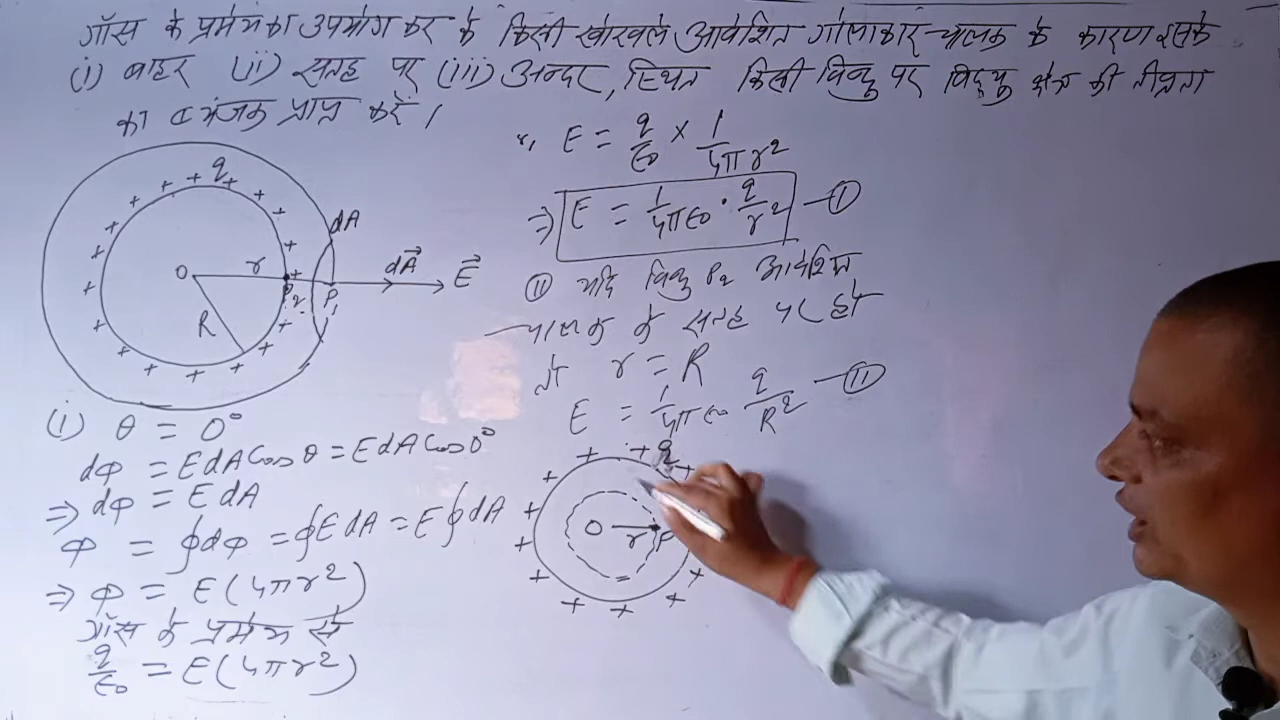 गॉस के प्रमेय का उपयोग कर के किसी खोखले आवेशित गोलाकार चालक के कारण इसके
(i) बाहर (ii) सतह पर (iii) अन्दर, स्थित किसी बिन्दु पर विद्युत क्षेत्र की तीव्रता
का व्यंजक प्राप्त करें।
q
+ + + + + + + + + + + + + + + + + +
dA
O r P2 P1 dA⃗ E⃗
R
(i) θ = 0°
dφ = E dA Cos θ = E dA Cos 0°
⇒ dφ = E dA
φ = ∮dφ = ∮E dA = E∮dA
⇒ φ = E(4πr²)
गॉस के प्रमेय से
q/ε0 = E(4πr²)
E = q/ε0 × 1/4πr²
⇒ E = 1/4πε0 · q/r² — (I)
(II) यदि बिन्दु P2 आवेशित
चालक के सतह पर हो
तो r = R
E = 1/4πε0 q/R² — (II)
+ + q +
+ + + + + + + + +
O r P